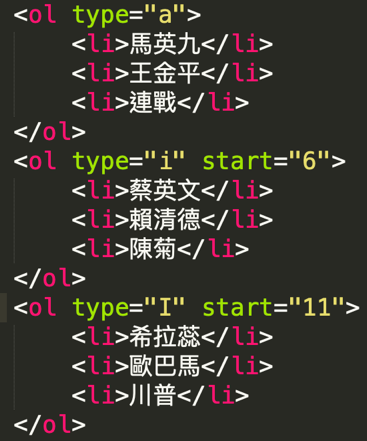 <ol type="a">
    <li>馬英九</li>
    <li>王金平</li>
    <li>連戰</li>
</ol>
<ol type="i" start="6">
    <li>蔡英文</li>
    <li>賴清德</li>
    <li>陳菊</li>
</ol>
<ol type="I" start="11">
    <li>希拉蕊</li>
    <li>歐巴馬</li>
    <li>川普</li>
</ol>